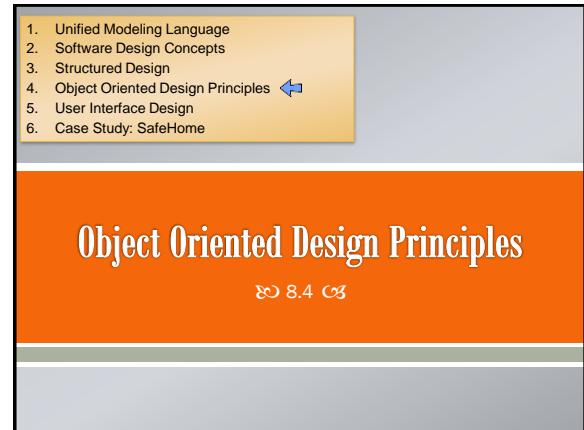 1. Unified Modeling Language
2. Software Design Concepts
3. Structured Design
4. Object Oriented Design Principles
5. User Interface Design
6. Case Study: SafeHome
Object Oriented Design Principles
8.4